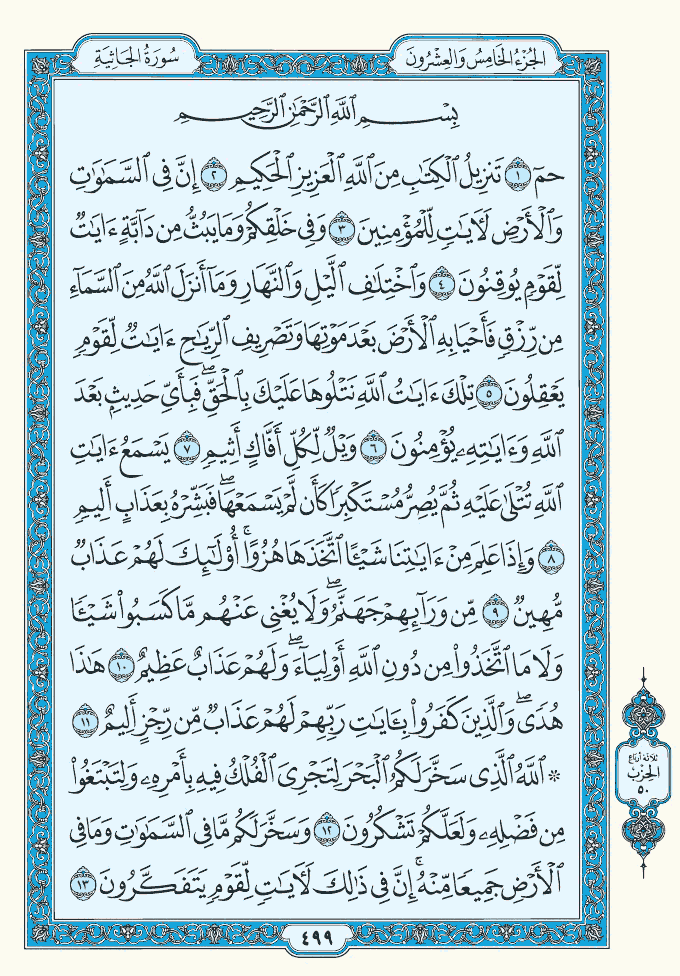 الجُزْءُ الخَامِسُ وَالعِشْرُونَ
سُورَةُ الجَاثِيَةِ
بِسْمِ ٱللَّهِ ٱلرَّحْمَٰنِ ٱلرَّحِيمِ
حمٓ ١ تَنزِيلُ ٱلْكِتَٰبِ مِنَ ٱللَّهِ ٱلْعَزِيزِ ٱلْحَكِيمِ ٢ إِنَّ فِى ٱلسَّمَٰوَٰتِ
وَٱلْأَرْضِ لَءَايَٰتٍ لِّلْمُؤْمِنِينَ ٣ وَفِى خَلْقِكُمْ وَمَا يَبُثُّ مِن دَآبَّةٍ ءَايَٰتٌ
لِّقَوْمٍ يُوقِنُونَ ٤ وَٱخْتِلَٰفِ ٱلَّيْلِ وَٱلنَّهَارِ وَمَآ أَنزَلَ ٱللَّهُ مِنَ ٱلسَّمَآءِ
مِن رِّزْقٍ فَأَحْيَا بِهِ ٱلْأَرْضَ بَعْدَ مَوْتِهَا وَتَصْرِيفِ ٱلرِّيَٰحِ ءَايَٰتٌ لِّقَوْمٍ
يَعْقِلُونَ ٥ تِلْكَ ءَايَٰتُ ٱللَّهِ نَتْلُوهَا عَلَيْكَ بِٱلْحَقِّ ۖ فَبِأَىِّ حَدِيثٍۭ بَعْدَ
ٱللَّهِ وَءَايَٰتِهِۦ يُؤْمِنُونَ ٦ وَيْلٌ لِّكُلِّ أَفَّاكٍ أَثِيمٍ ٧ يَسْمَعُ ءَايَٰتِ
ٱللَّهِ تُتْلَىٰ عَلَيْهِ ثُمَّ يُصِرُّ مُسْتَكْبِرًا كَأَن لَّمْ يَسْمَعْهَا ۖ فَبَشِّرْهُ بِعَذَابٍ أَلِيمٍ
٨ وَإِذَا عَلِمَ مِنْ ءَايَٰتِنَا شَيْـًٔا ٱتَّخَذَهَا هُزُوًا ۚ أُو۟لَٰٓئِكَ لَهُمْ عَذَابٌ
مُّهِينٌ ٩ مِّن وَرَآئِهِمْ جَهَنَّمُ ۖ وَلَا يُغْنِى عَنْهُم مَّا كَسَبُوا۟ شَيْـًٔا
وَلَا مَا ٱتَّخَذُوا۟ مِن دُونِ ٱللَّهِ أَوْلِيَآءَ ۖ وَلَهُمْ عَذَابٌ عَظِيمٌ ١٠ هَٰذَا
هُدًى ۖ وَٱلَّذِينَ كَفَرُوا۟ بِـَٔايَٰتِ رَبِّهِمْ لَهُمْ عَذَابٌ مِّن رِّجْزٍ أَلِيمٌ ١١
۞ ٱللَّهُ ٱلَّذِى سَخَّرَ لَكُمُ ٱلْبَحْرَ لِتَجْرِىَ ٱلْفُلْكُ فِيهِ بِأَمْرِهِۦ وَلِتَبْتَغُوا۟
مِن فَضْلِهِۦ وَلَعَلَّكُمْ تَشْكُرُونَ ١٢ وَسَخَّرَ لَكُم مَّا فِى ٱلسَّمَٰوَٰتِ وَمَا فِى
ٱلْأَرْضِ جَمِيعًا مِّنْهُ ۚ إِنَّ فِى ذَٰلِكَ لَءَايَٰتٍ لِّقَوْمٍ يَتَفَكَّرُونَ ١٣
ثلاثة أرباع
الحزب
٥٠
٤٩٩